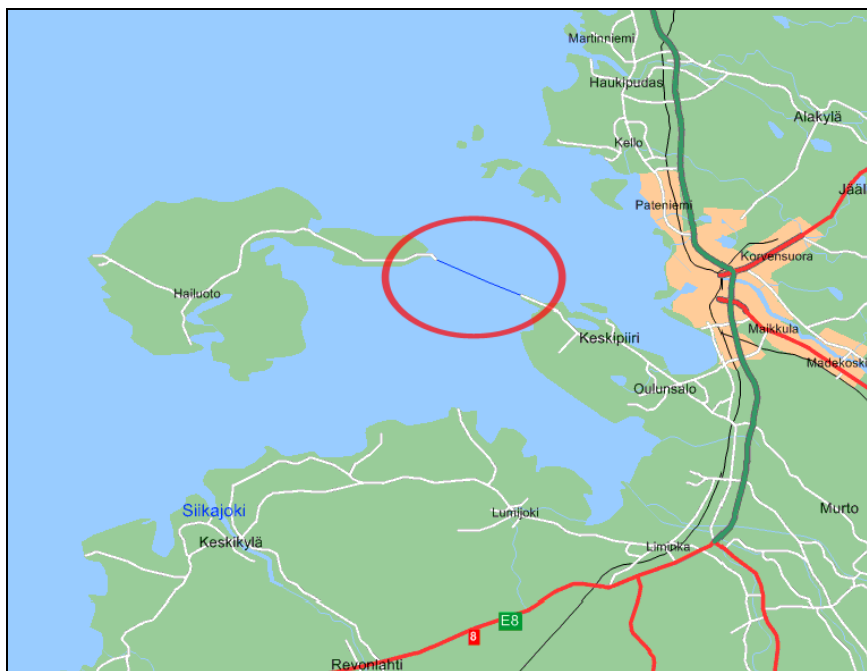 Martinniemi
Haukipudas
Alakylä
Kello
Jääl
Pateniemi
Korvensuora
Hailuoto
Maikkula
Keskipiiri
Madekoski
Oulunsalo
Siikajoki
Lumijoki
Murto
Keskikylä
Liminka
E8
8
Revonlahti